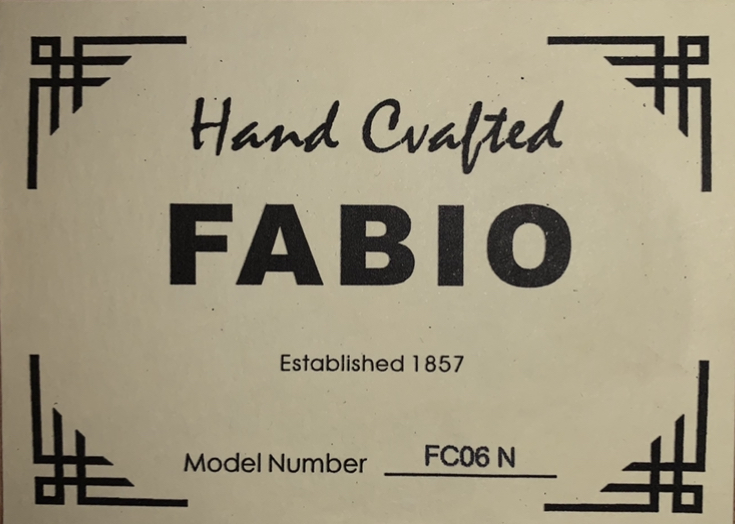 Hand Cvafted
FABIO
Established 1857
Model Number FC06 N